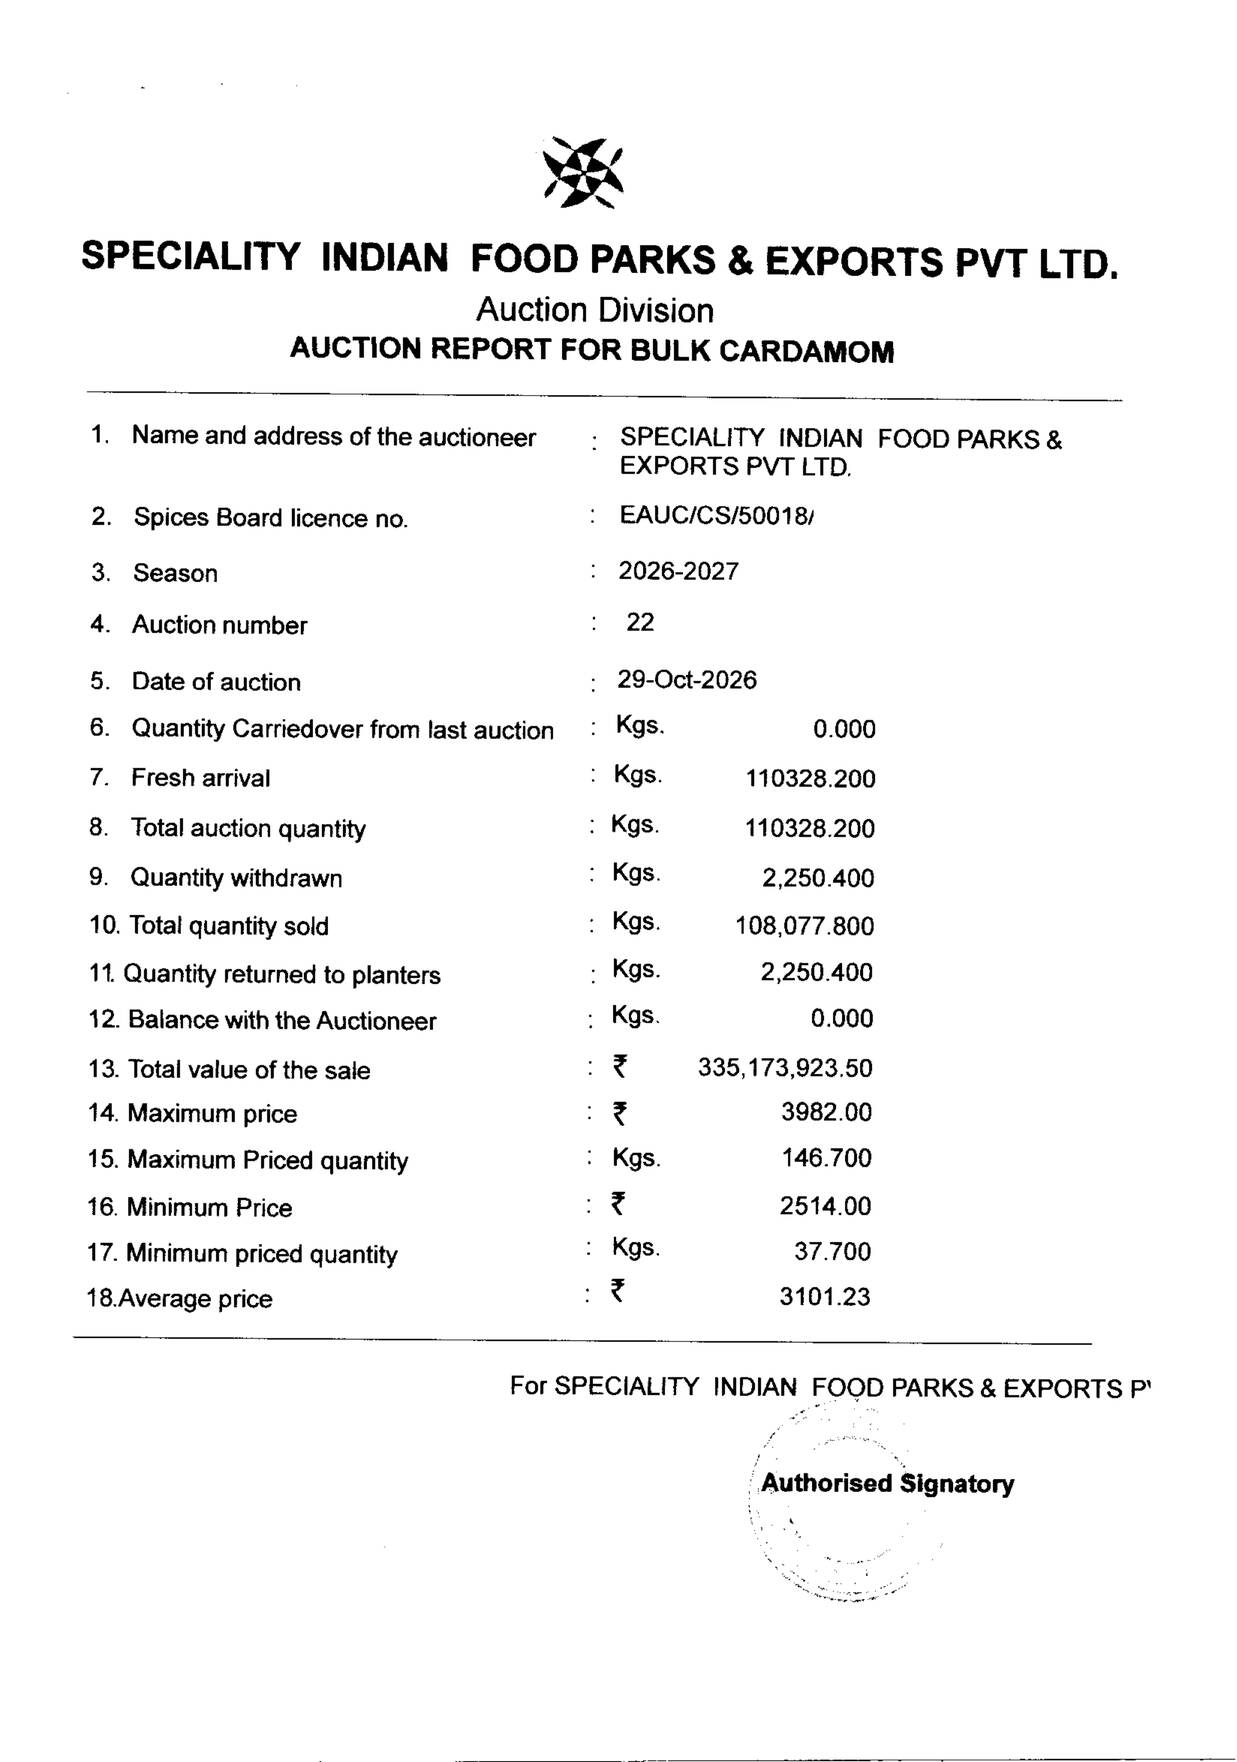 SPECIALITY INDIAN FOOD PARKS & EXPORTS PVT LTD.
Auction Division
AUCTION REPORT FOR BULK CARDAMOM
1. Name and address of the auctioneer : SPECIALITY INDIAN FOOD PARKS &
EXPORTS PVT LTD.
2. Spices Board licence no. : EAUC/CS/50018/
3. Season : 2026-2027
4. Auction number : 22
5. Date of auction : 29-Oct-2026
6. Quantity Carriedover from last auction : Kgs. 0.000
7. Fresh arrival : Kgs. 110328.200
8. Total auction quantity : Kgs. 110328.200
9. Quantity withdrawn : Kgs. 2,250.400
10. Total quantity sold : Kgs. 108,077.800
11. Quantity returned to planters : Kgs. 2,250.400
12. Balance with the Auctioneer : Kgs. 0.000
13. Total value of the sale : ₹ 335,173,923.50
14. Maximum price : ₹ 3982.00
15. Maximum Priced quantity : Kgs. 146.700
16. Minimum Price : ₹ 2514.00
17. Minimum priced quantity : Kgs. 37.700
18.Average price : ₹ 3101.23
For SPECIALITY INDIAN FOOD PARKS & EXPORTS P
Authorised Signatory